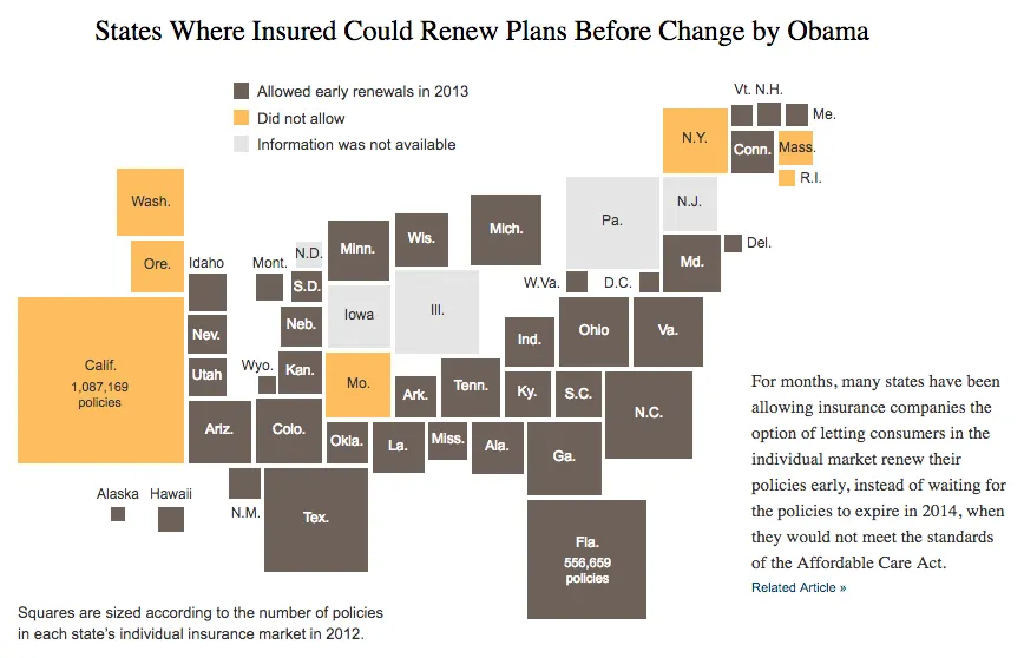 States Where Insured Could Renew Plans Before Change by Obama
Allowed early renewals in 2013
Did not allow
Information was not available
Vt. N.H.
Me.
N.Y.
Conn.
Mass.
R.I.
Wash.
Ore.
Idaho
Mont.
N.D.
S.D.
Minn.
Wis.
Mich.
Pa.
N.J.
Md.
Del.
W.Va.
D.C.
Calif.
1,087,169
policies
Nev.
Utah
Wyo.
Neb.
Kan.
Iowa
Ill.
Mo.
Ind.
Ohio
Va.
Ariz.
Colo.
Okla.
Ark.
Tenn.
Ky.
S.C.
N.C.
La.
Miss.
Ala.
Ga.
Alaska
Hawaii
N.M.
Tex.
Fla.
556,659
policies
For months, many states have been
allowing insurance companies the
option of letting consumers in the
individual market renew their
policies early, instead of waiting for
the policies to expire in 2014, when
they would not meet the standards
of the Affordable Care Act.
Related Article »
Squares are sized according to the number of policies
in each state's individual insurance market in 2012.